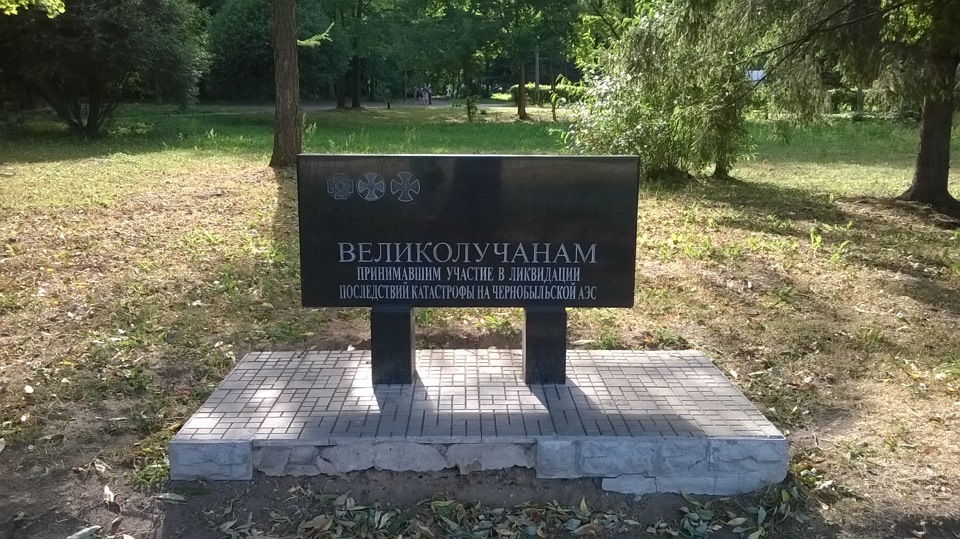 ВЕЛИКОЛУЧАНАМ
ПРИНИМАВШИМ УЧАСТИЕ В ЛИКВИДАЦИИ
ПОСЛЕДСТВИЙ КАТАСТРОФЫ НА ЧЕРНОБЫЛЬСКОЙ АЭС